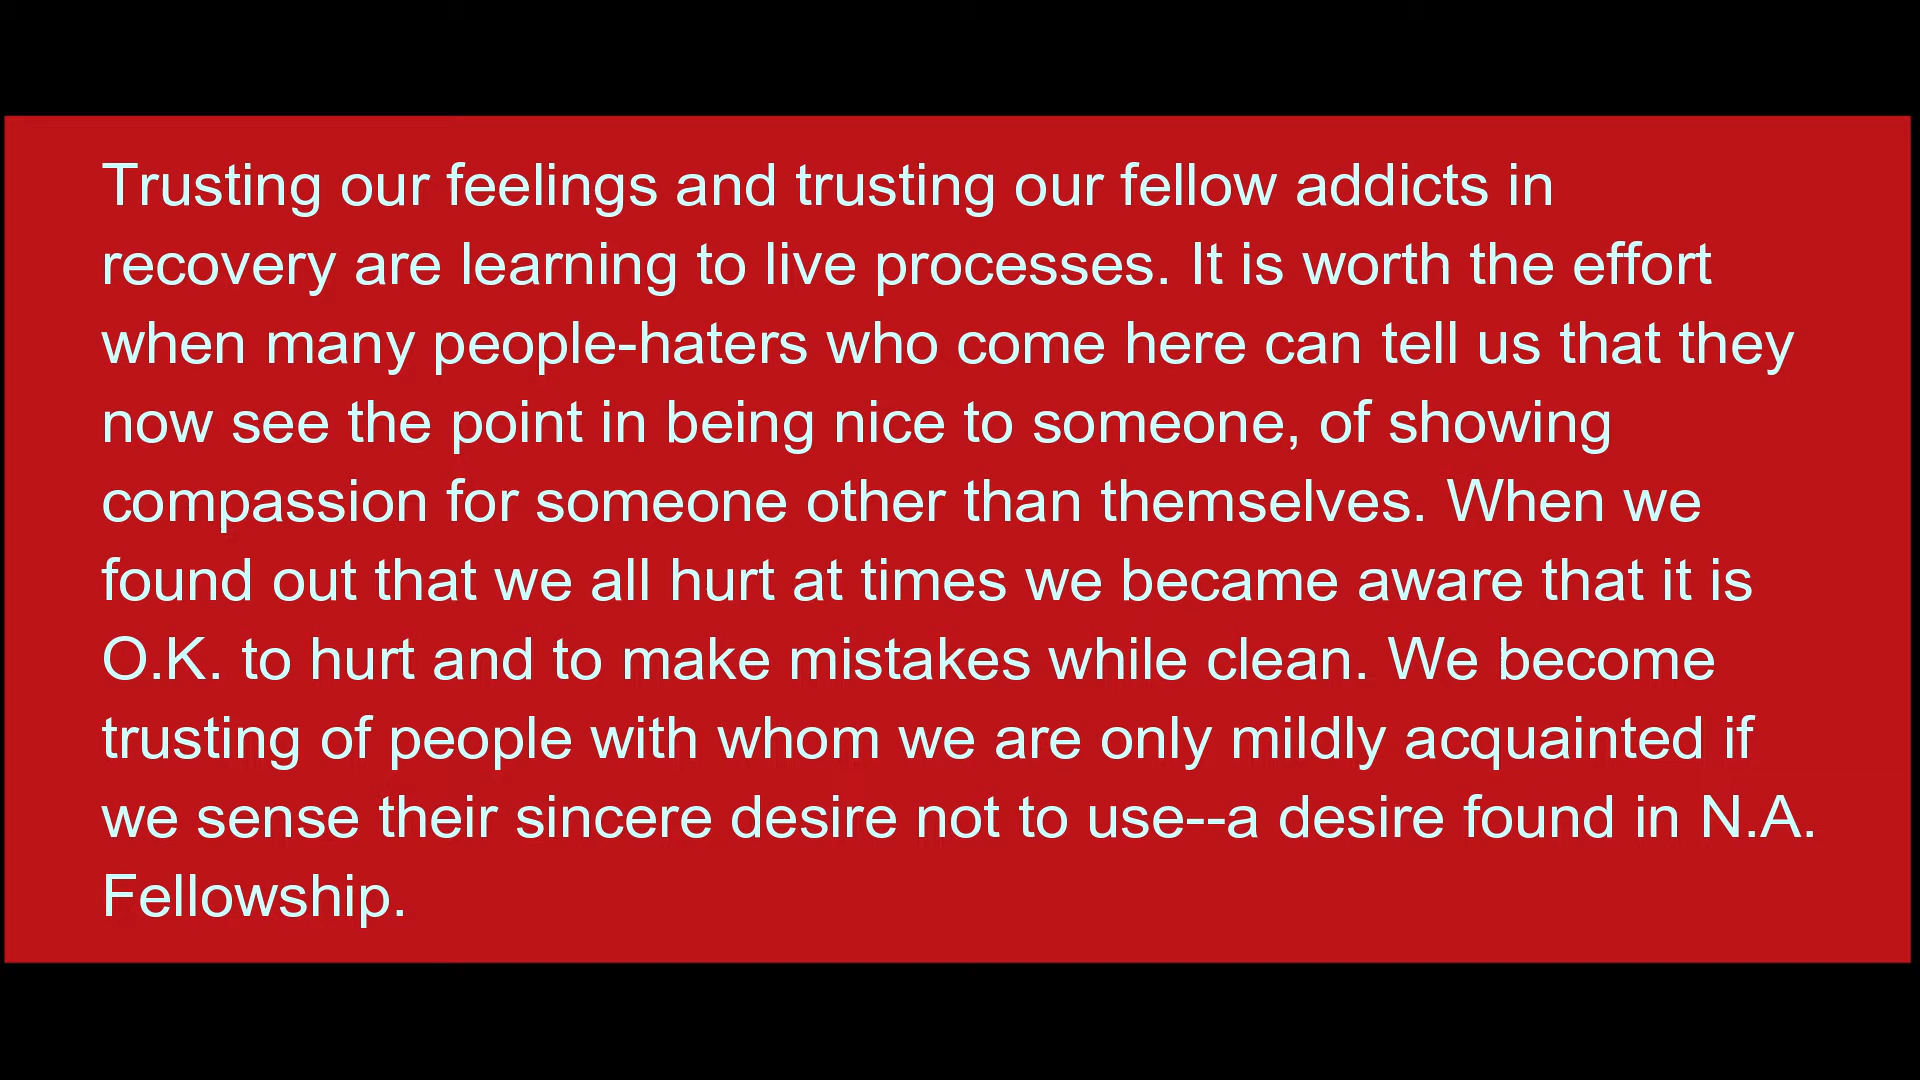 Trusting our feelings and trusting our fellow addicts in
recovery are learning to live processes. It is worth the effort
when many people-haters who come here can tell us that they
now see the point in being nice to someone, of showing
compassion for someone other than themselves. When we
found out that we all hurt at times we became aware that it is
O.K. to hurt and to make mistakes while clean. We become
trusting of people with whom we are only mildly acquainted if
we sense their sincere desire not to use--a desire found in N.A.
Fellowship.